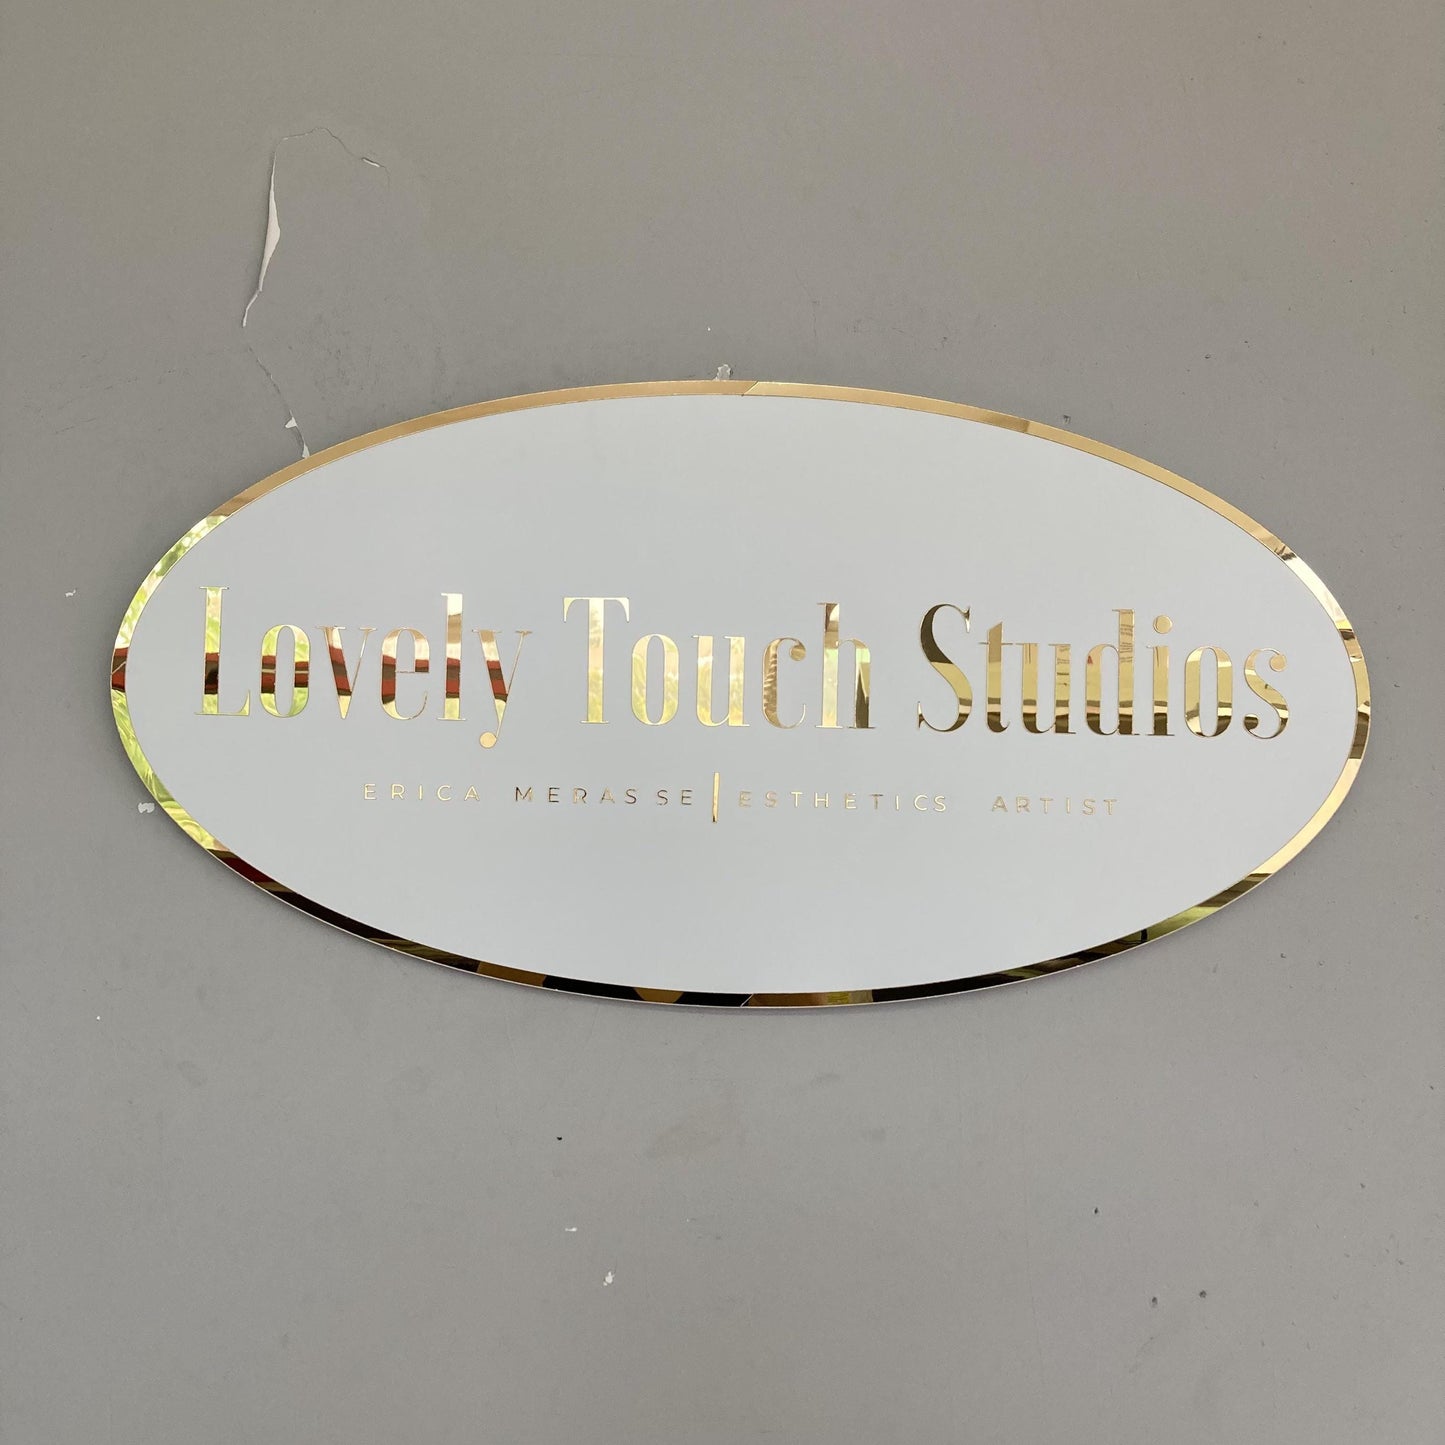 Lovely Touch Studios
ERICA MERASSE | ESTHETICS ARTIST